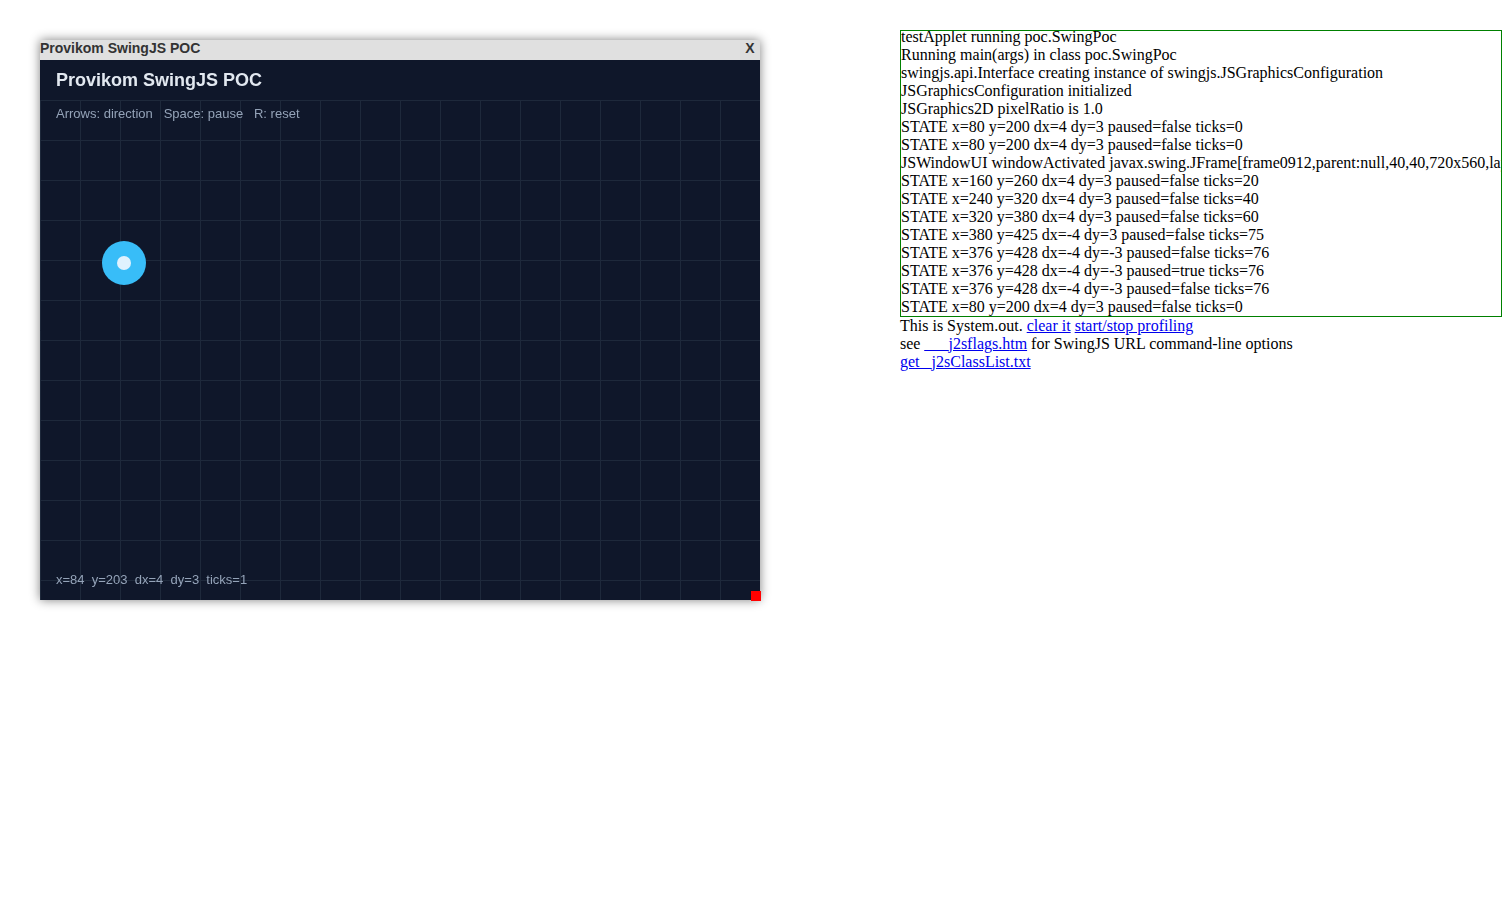 Provikom SwingJS POC
X
Provikom SwingJS POC
Arrows: direction   Space: pause   R: reset
x=84  y=203  dx=4  dy=3  ticks=1
testApplet running poc.SwingPoc
Running main(args) in class poc.SwingPoc
swingjs.api.Interface creating instance of swingjs.JSGraphicsConfiguration
JSGraphicsConfiguration initialized
JSGraphics2D pixelRatio is 1.0
STATE x=80 y=200 dx=4 dy=3 paused=false ticks=0
STATE x=80 y=200 dx=4 dy=3 paused=false ticks=0
JSWindowUI windowActivated javax.swing.JFrame[frame0912,parent:null,40,40,720x560,la
STATE x=160 y=260 dx=4 dy=3 paused=false ticks=20
STATE x=240 y=320 dx=4 dy=3 paused=false ticks=40
STATE x=320 y=380 dx=4 dy=3 paused=false ticks=60
STATE x=380 y=425 dx=-4 dy=3 paused=false ticks=75
STATE x=376 y=428 dx=-4 dy=-3 paused=false ticks=76
STATE x=376 y=428 dx=-4 dy=-3 paused=true ticks=76
STATE x=376 y=428 dx=-4 dy=-3 paused=false ticks=76
STATE x=80 y=200 dx=4 dy=3 paused=false ticks=0
This is System.out. clear it start/stop profiling
see ___j2sflags.htm for SwingJS URL command-line options
get _j2sClassList.txt